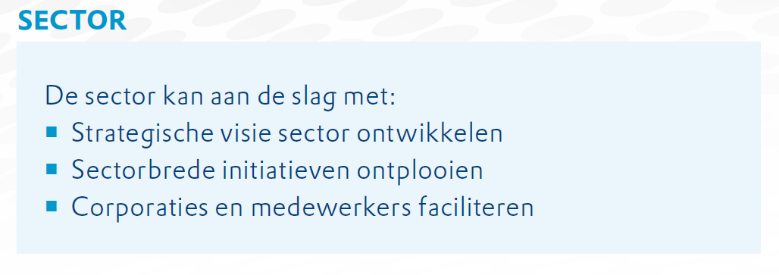 SECTOR
De sector kan aan de slag met:
▪ Strategische visie sector ontwikkelen
▪ Sectorbrede initiatieven ontplooien
▪ Corporaties en medewerkers faciliteren